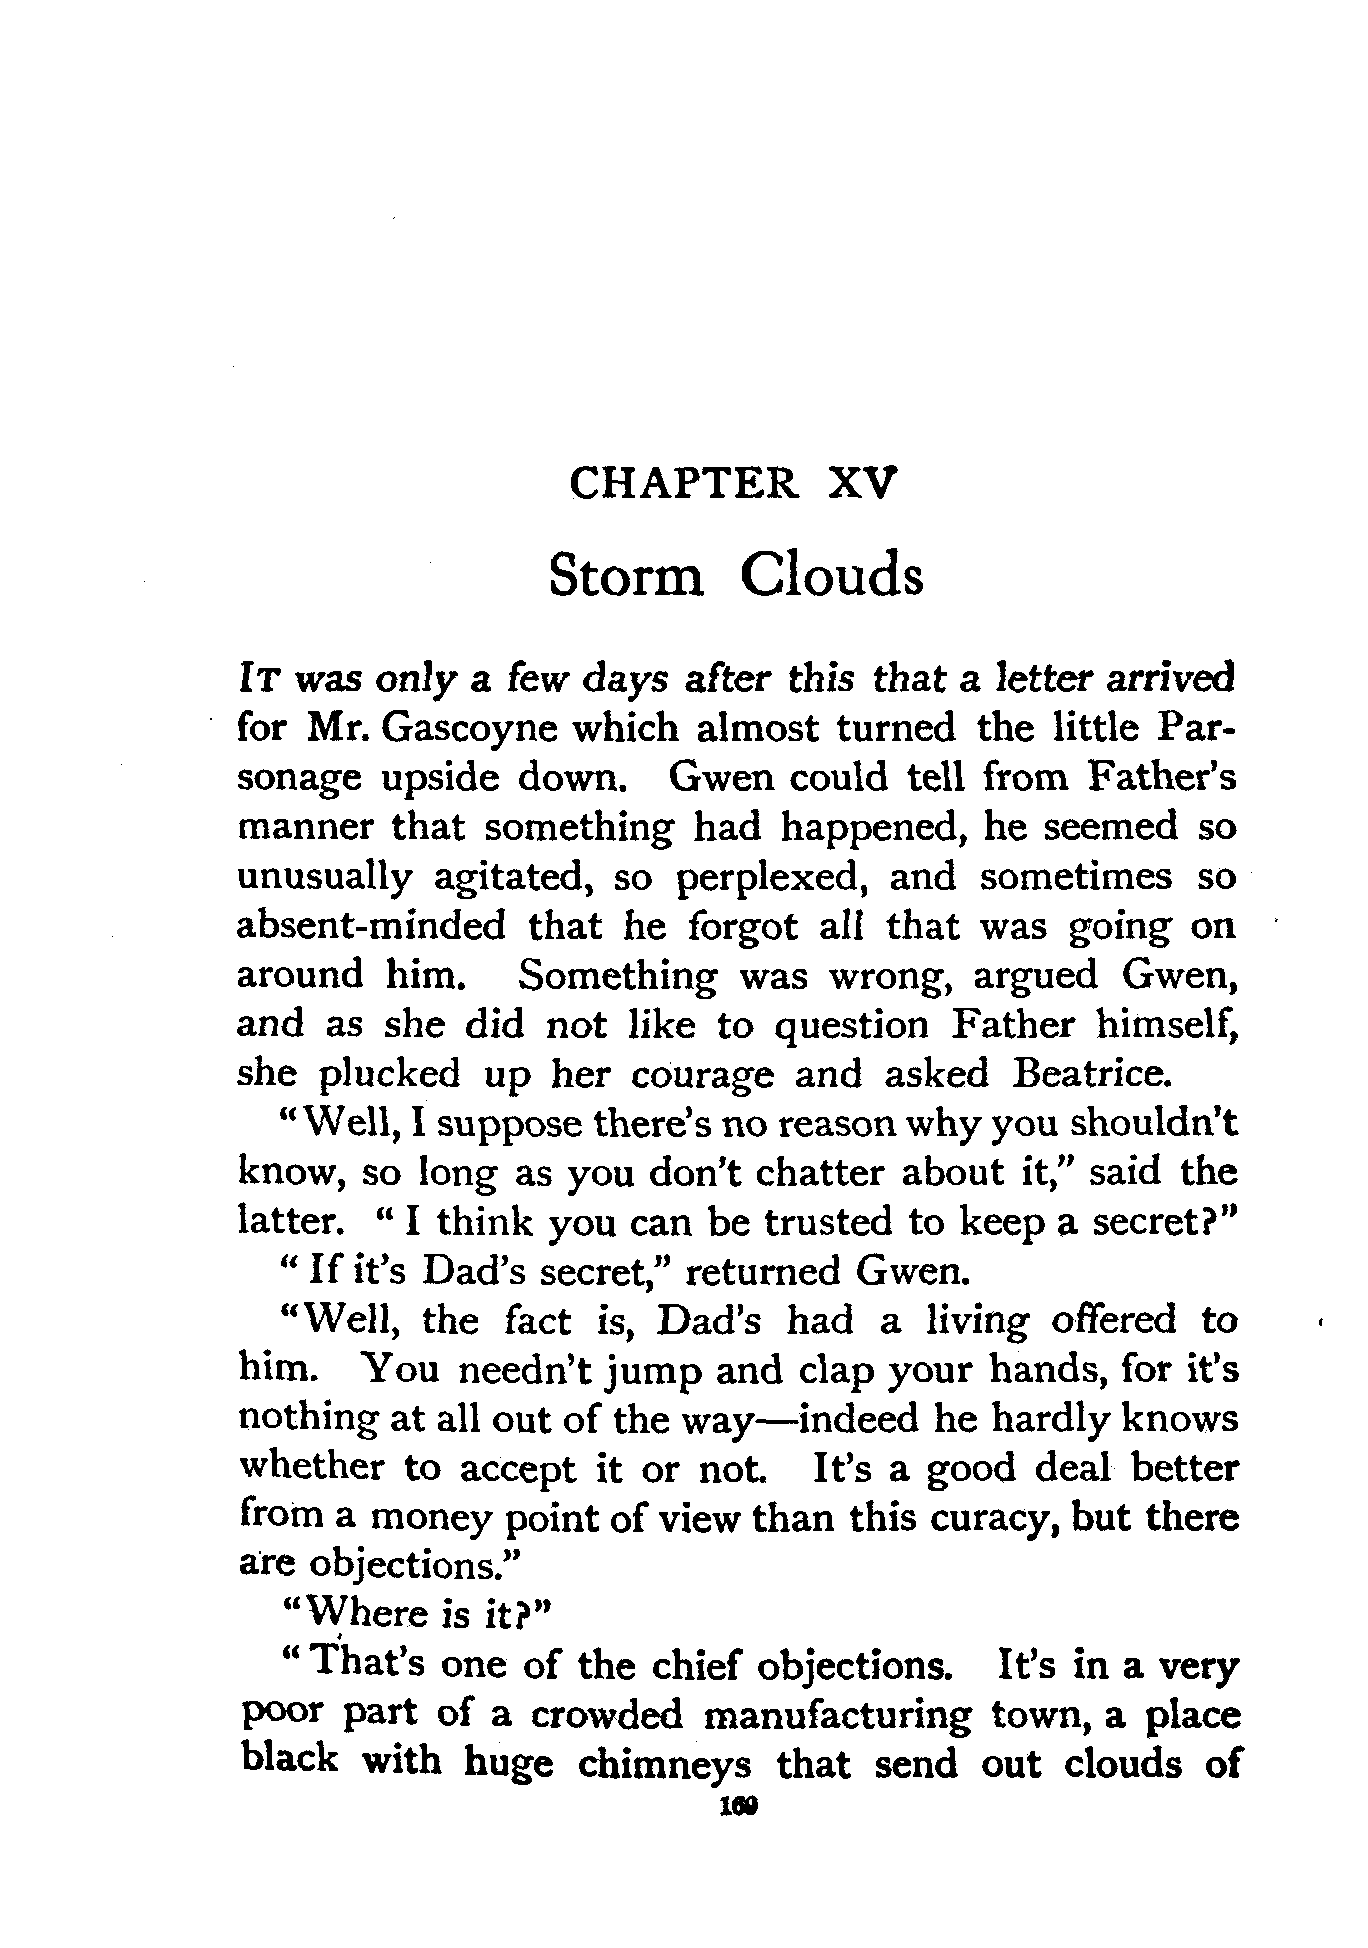 CHAPTER XV
Storm Clouds
IT was only a few days after this that a letter arrived
for Mr. Gascoyne which almost turned the little Par-
sonage upside down. Gwen could tell from Father's
manner that something had happened, he seemed so
unusually agitated, so perplexed, and sometimes so
absent-minded that he forgot all that was going on
around him. Something was wrong, argued Gwen,
and as she did not like to question Father himself,
she plucked up her courage and asked Beatrice.
"Well, I suppose there's no reason why you shouldn't
know, so long as you don't chatter about it," said the
latter. "I think you can be trusted to keep a secret?"
"If it's Dad's secret," returned Gwen.
"Well, the fact is, Dad's had a living offered to
him. You needn't jump and clap your hands, for it's
nothing at all out of the way—indeed he hardly knows
whether to accept it or not. It's a good deal better
from a money point of view than this curacy, but there
are objections."
"Where is it?"
"That's one of the chief objections. It's in a very
poor part of a crowded manufacturing town, a place
black with huge chimneys that send out clouds of
169